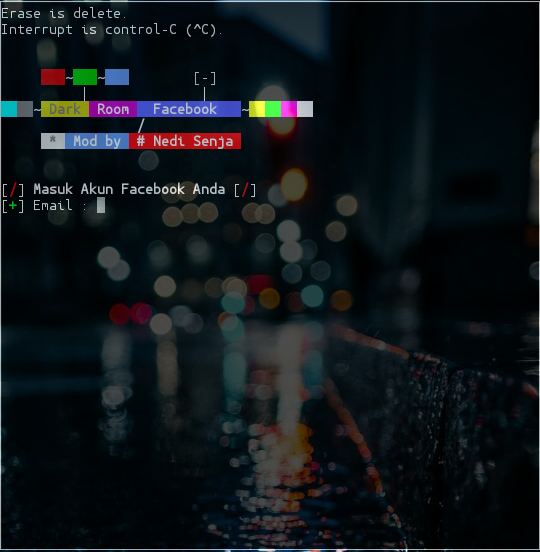 Erase is delete.
Interrupt is control-C (^C).
~ ~ [-]
~ Dark Room Facebook ~
* Mod by # Nedi Senja
[/] Masuk Akun Facebook Anda [/]
[+] Email :